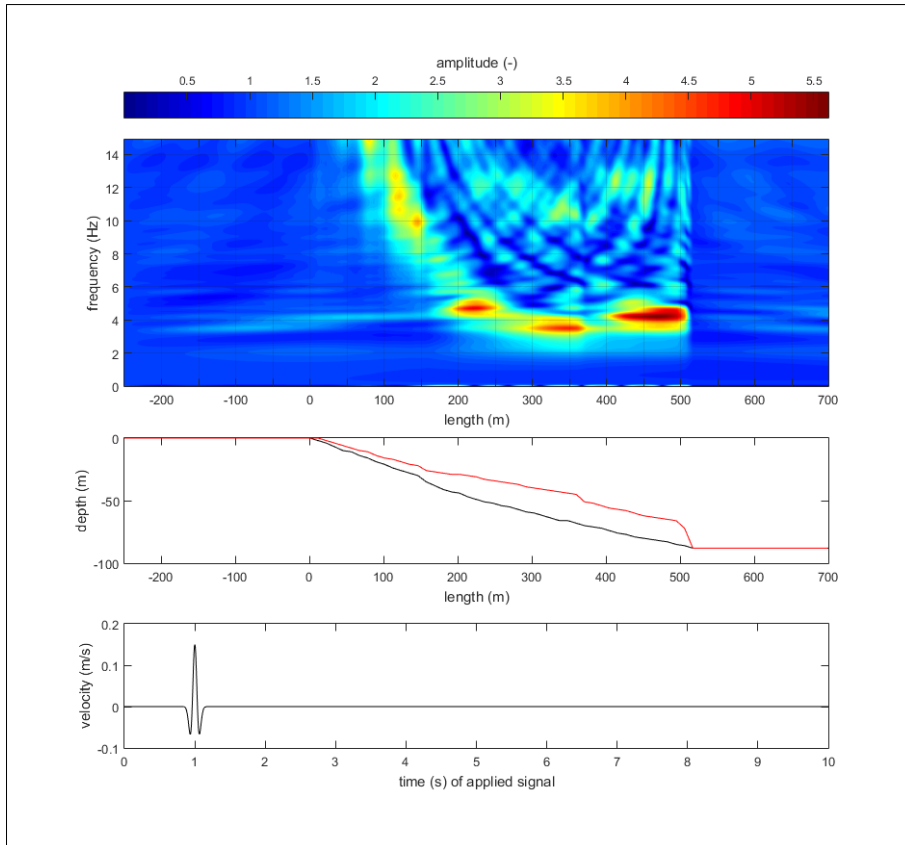 amplitude (-)
0.5 1 1.5 2 2.5 3 3.5 4 4.5 5 5.5
14
12
10
8
6
4
2
0
frequency (Hz)
-200 -100 0 100 200 300 400 500 600 700
length (m)
0
-50
-100
depth (m)
-200 -100 0 100 200 300 400 500 600 700
length (m)
0.2
0.1
0
-0.1
velocity (m/s)
0 1 2 3 4 5 6 7 8 9 10
time (s) of applied signal